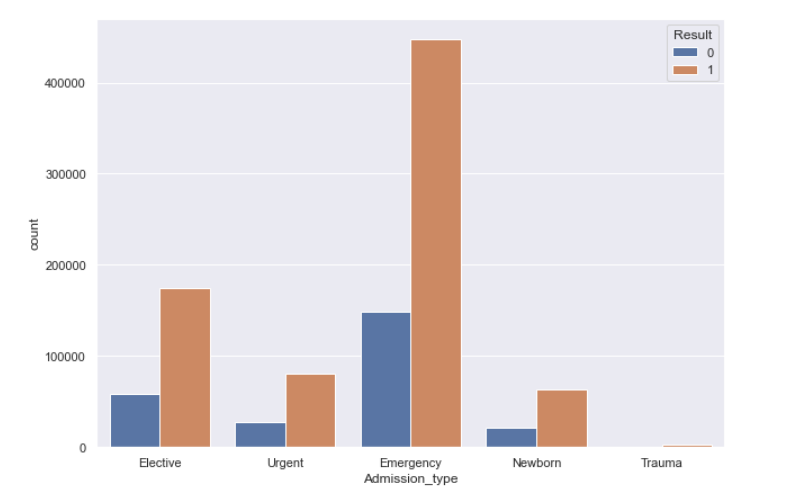 Result
0
1
400000
300000
200000
100000
0
count
Elective Urgent Emergency Newborn Trauma
Admission_type